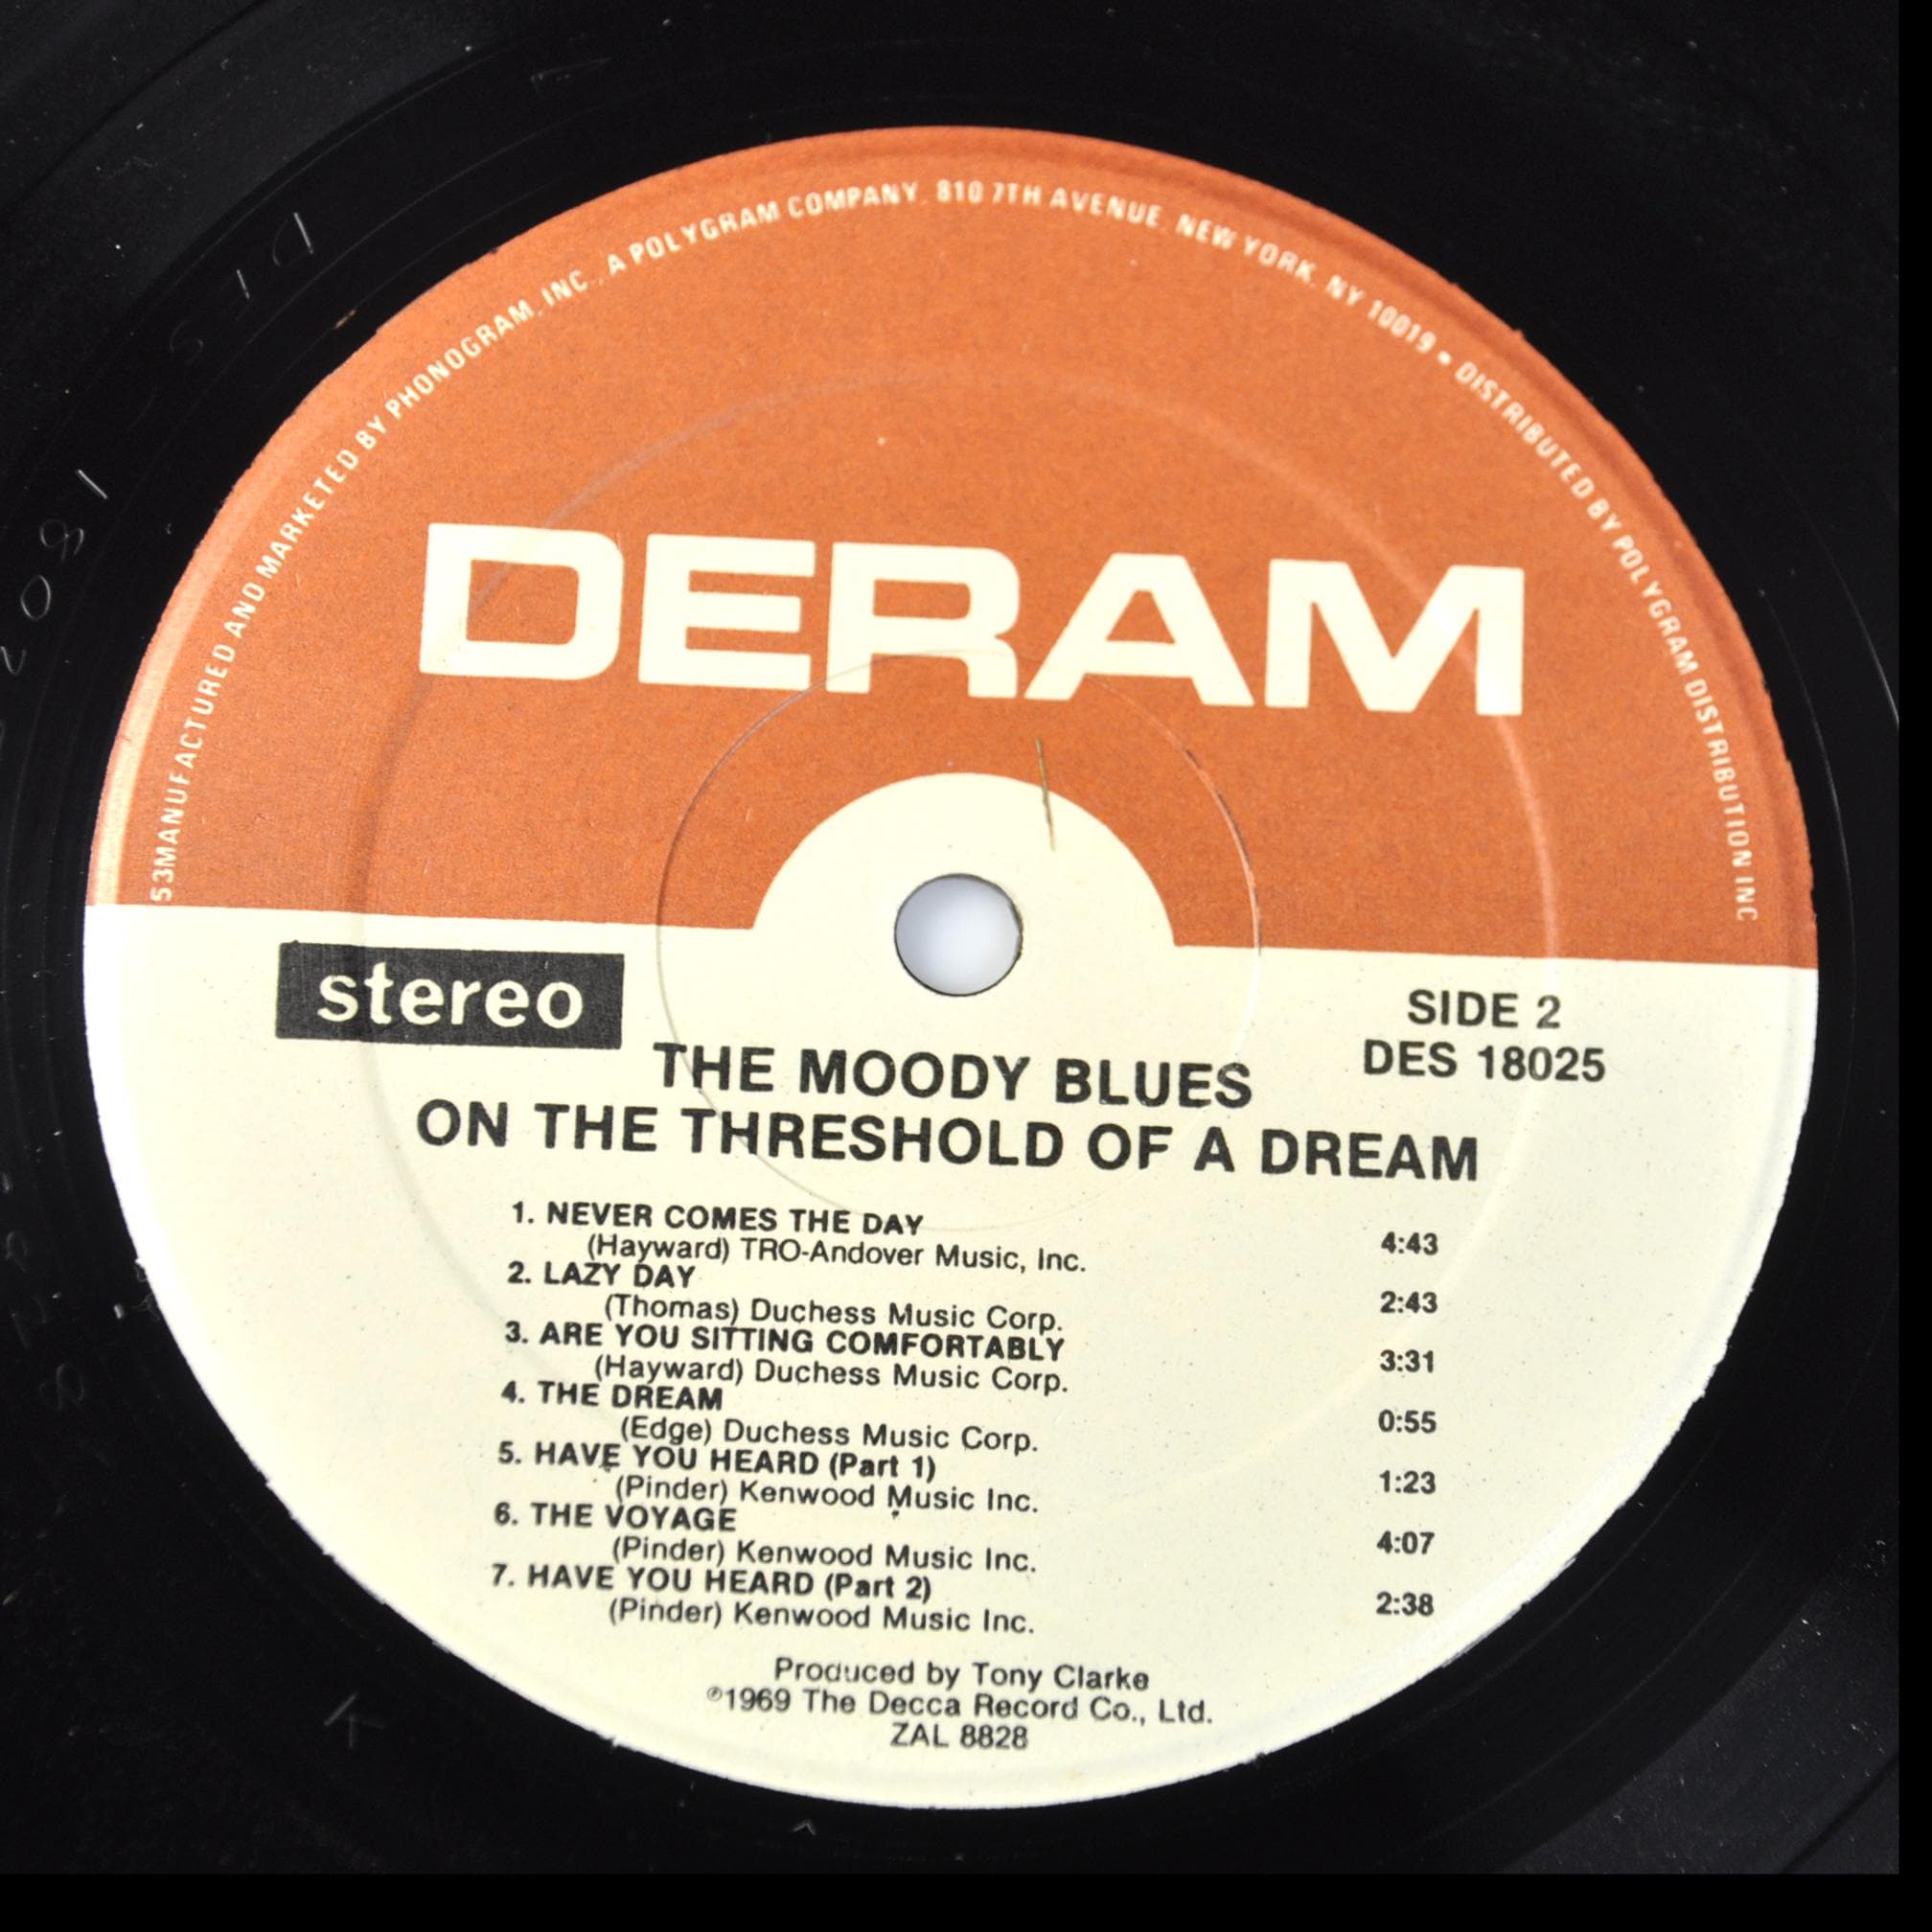 53MANUFACTURED AND MARKETED BY PHONOGRAM, INC., A POLYGRAM COMPANY, 810 7TH AVENUE, NEW YORK, NY 10019 • DISTRIBUTED BY POLYGRAM DISTRIBUTION INC
DERAM
stereo
SIDE 2
DES 18025
THE MOODY BLUES
ON THE THRESHOLD OF A DREAM
1. NEVER COMES THE DAY 4:43
(Hayward) TRO-Andover Music, Inc.
2. LAZY DAY 2:43
(Thomas) Duchess Music Corp.
3. ARE YOU SITTING COMFORTABLY 3:31
(Hayward) Duchess Music Corp.
4. THE DREAM 0:55
(Edge) Duchess Music Corp.
5. HAVE YOU HEARD (Part 1) 1:23
(Pinder) Kenwood Music Inc.
6. THE VOYAGE 4:07
(Pinder) Kenwood Music Inc.
7. HAVE YOU HEARD (Part 2) 2:38
(Pinder) Kenwood Music Inc.
Produced by Tony Clarke
℗1969 The Decca Record Co., Ltd.
ZAL 8828